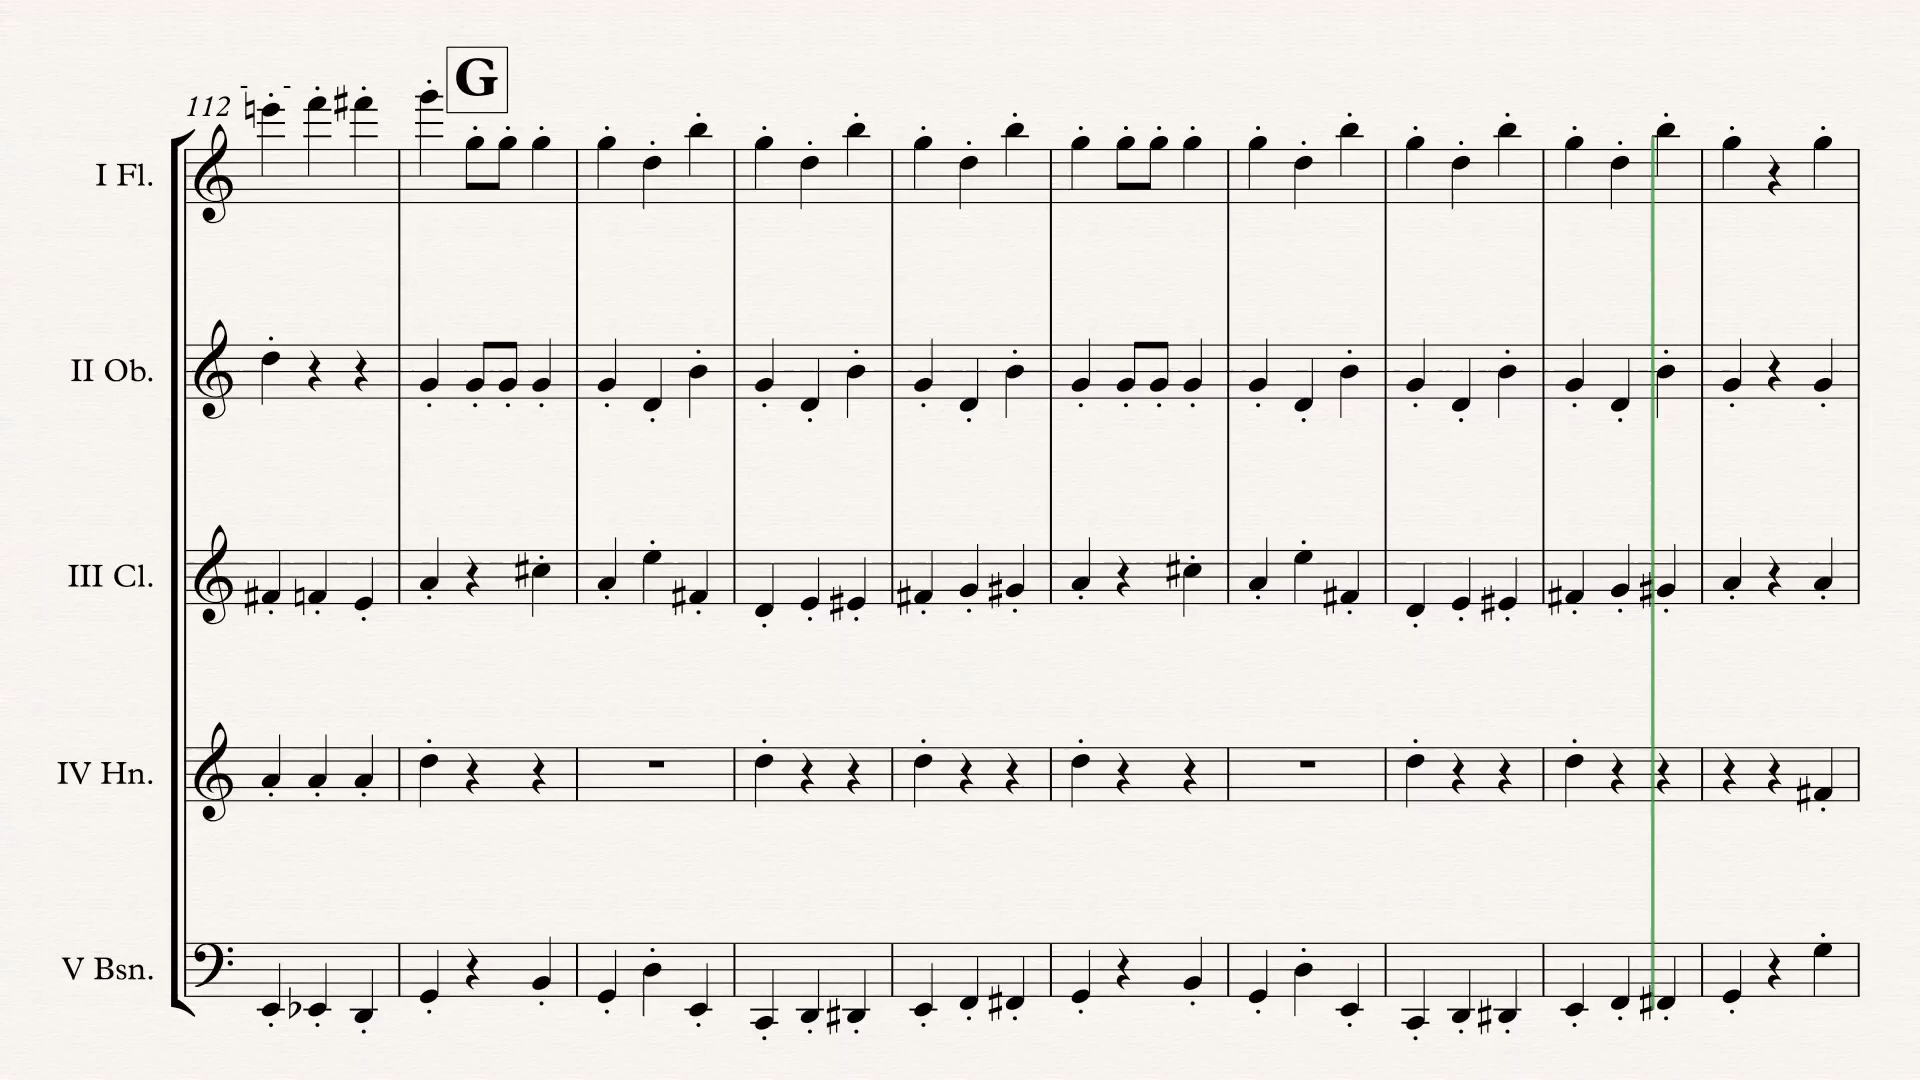 G
112
I Fl.
II Ob.
III Cl.
IV Hn.
V Bsn.